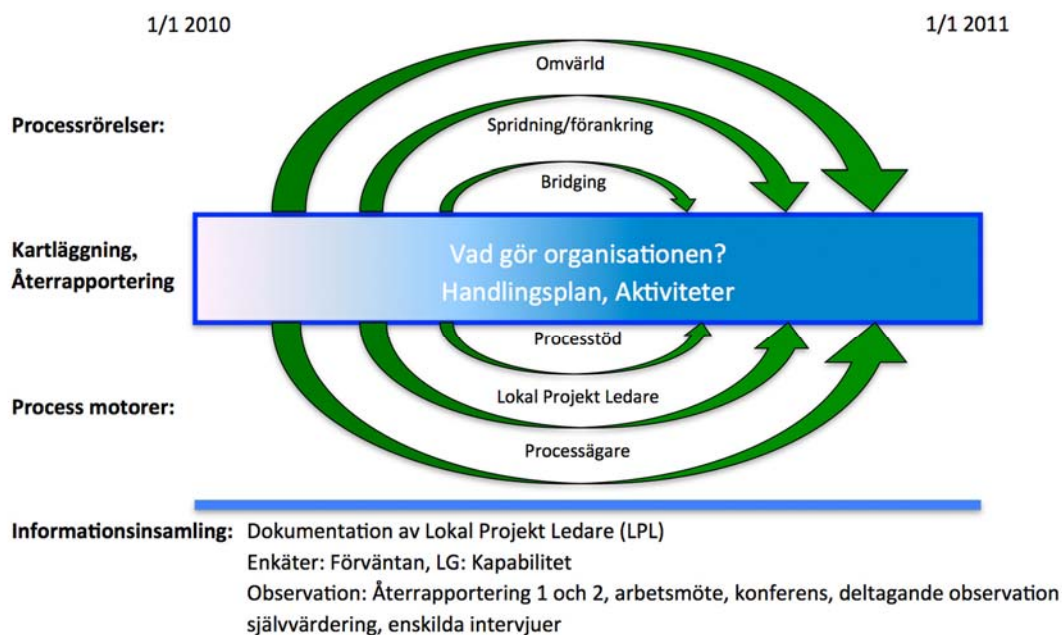 1/1 2010
1/1 2011
Omvärld
Processrörelser:
Spridning/förankring
Bridging
Kartläggning,
Återrapportering
Vad gör organisationen?
Handlingsplan, Aktiviteter
Processtöd
Process motorer:
Lokal Projekt Ledare
Processägare
Informationsinsamling: Dokumentation av Lokal Projekt Ledare (LPL)
Enkäter: Förväntan, LG: Kapabilitet
Observation: Återrapportering 1 och 2, arbetsmöte, konferens, deltagande observation
självvärdering, enskilda intervjuer